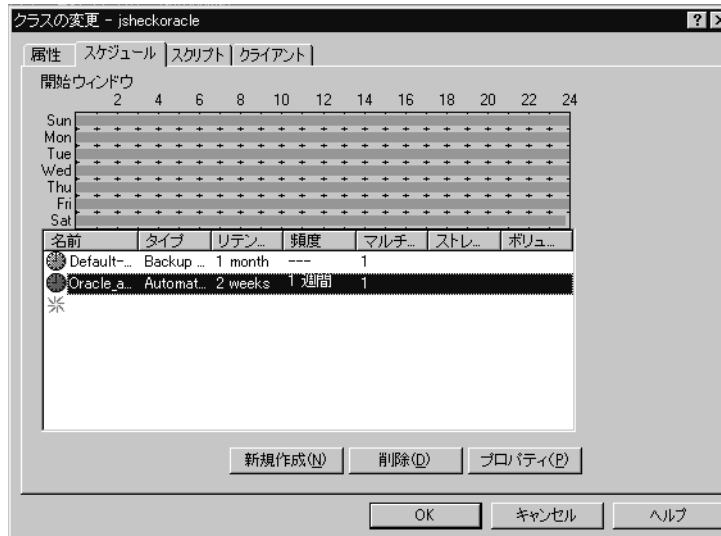 クラスの変更 - jsheckoracle
属性 スケジュール スクリプト クライアント
開始ウィンドウ
2 4 6 8 10 12 14 16 18 20 22 24
Sun
Mon
Tue
Wed
Thu
Fri
Sat
名前 タイプ リテン... 頻度 マルチ... ストレ... ボリュ...
Default-... Backup ... 1 month --- 1
Oracle_a... Automat... 2 weeks 1 週間 1
新規作成(N) 削除(D) プロパティ(P)
OK キャンセル ヘルプ